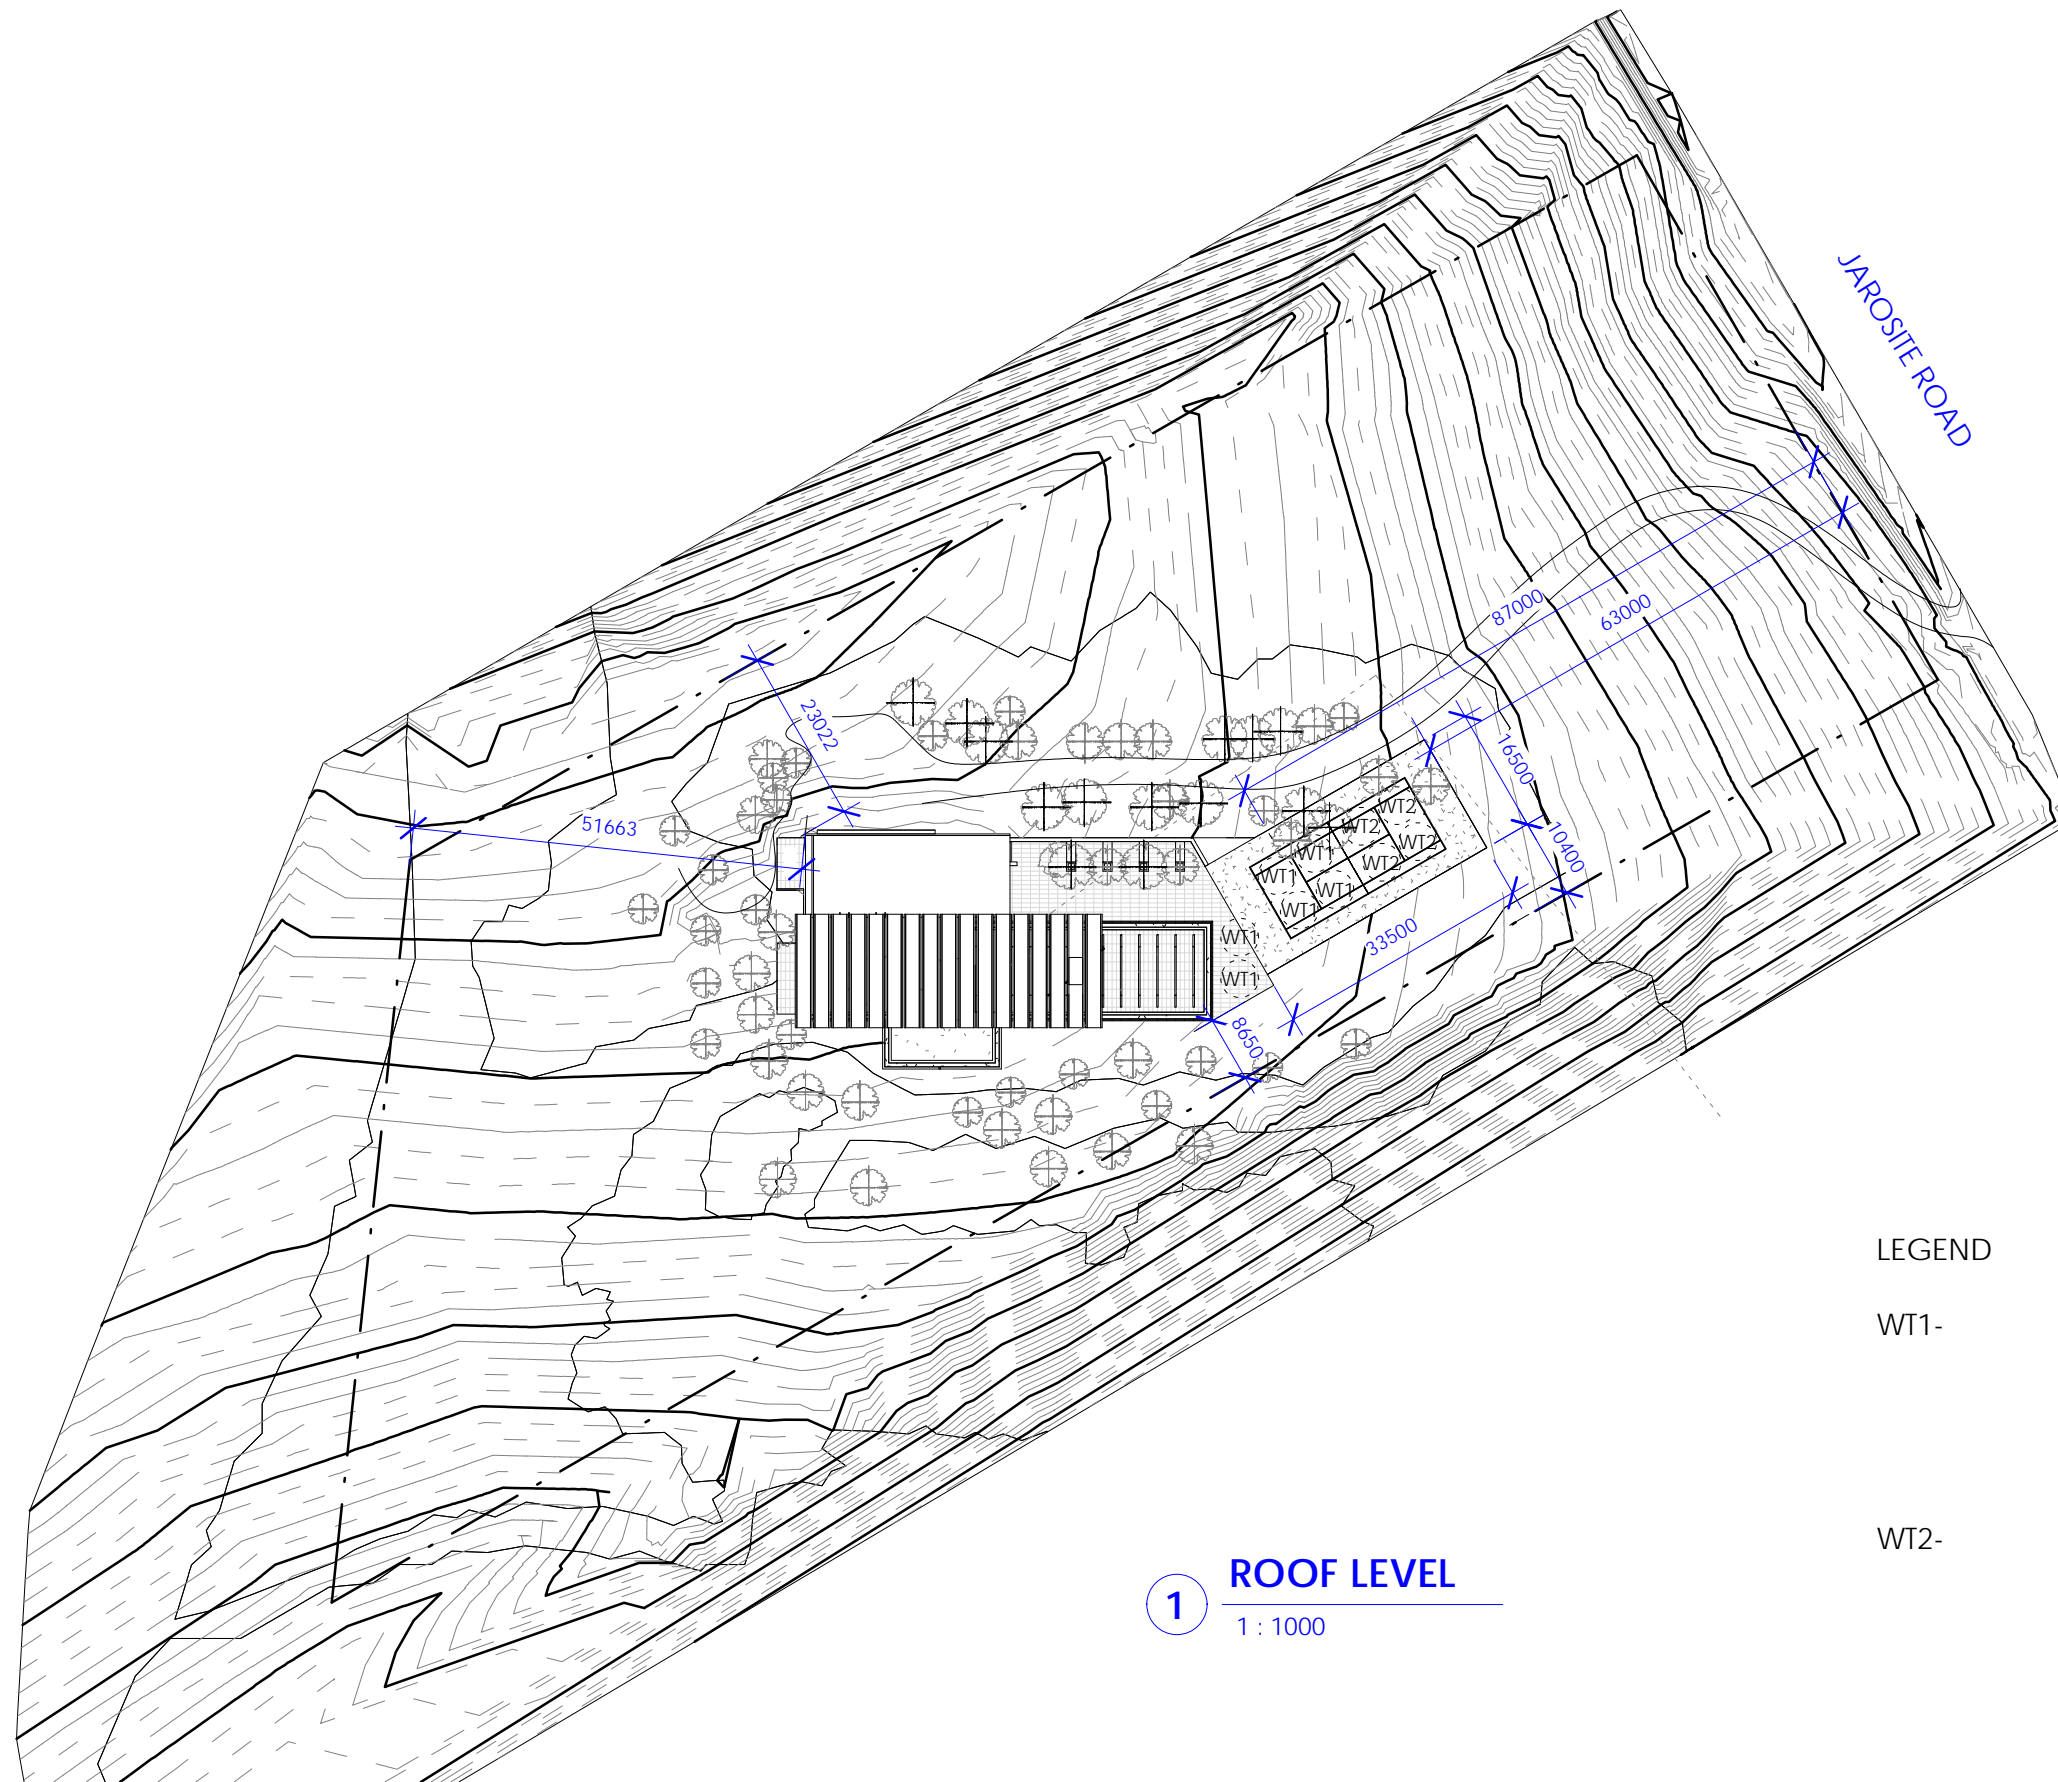 JAROSITE ROAD
87000
63000
23022
16500
51663
10400
WT2
WT2
WT2
WT1
WT2
WT1
WT1
WT1
WT1
WT1
33500
8650
LEGEND
WT1-
WT2-
1
ROOF LEVEL
1 : 1000